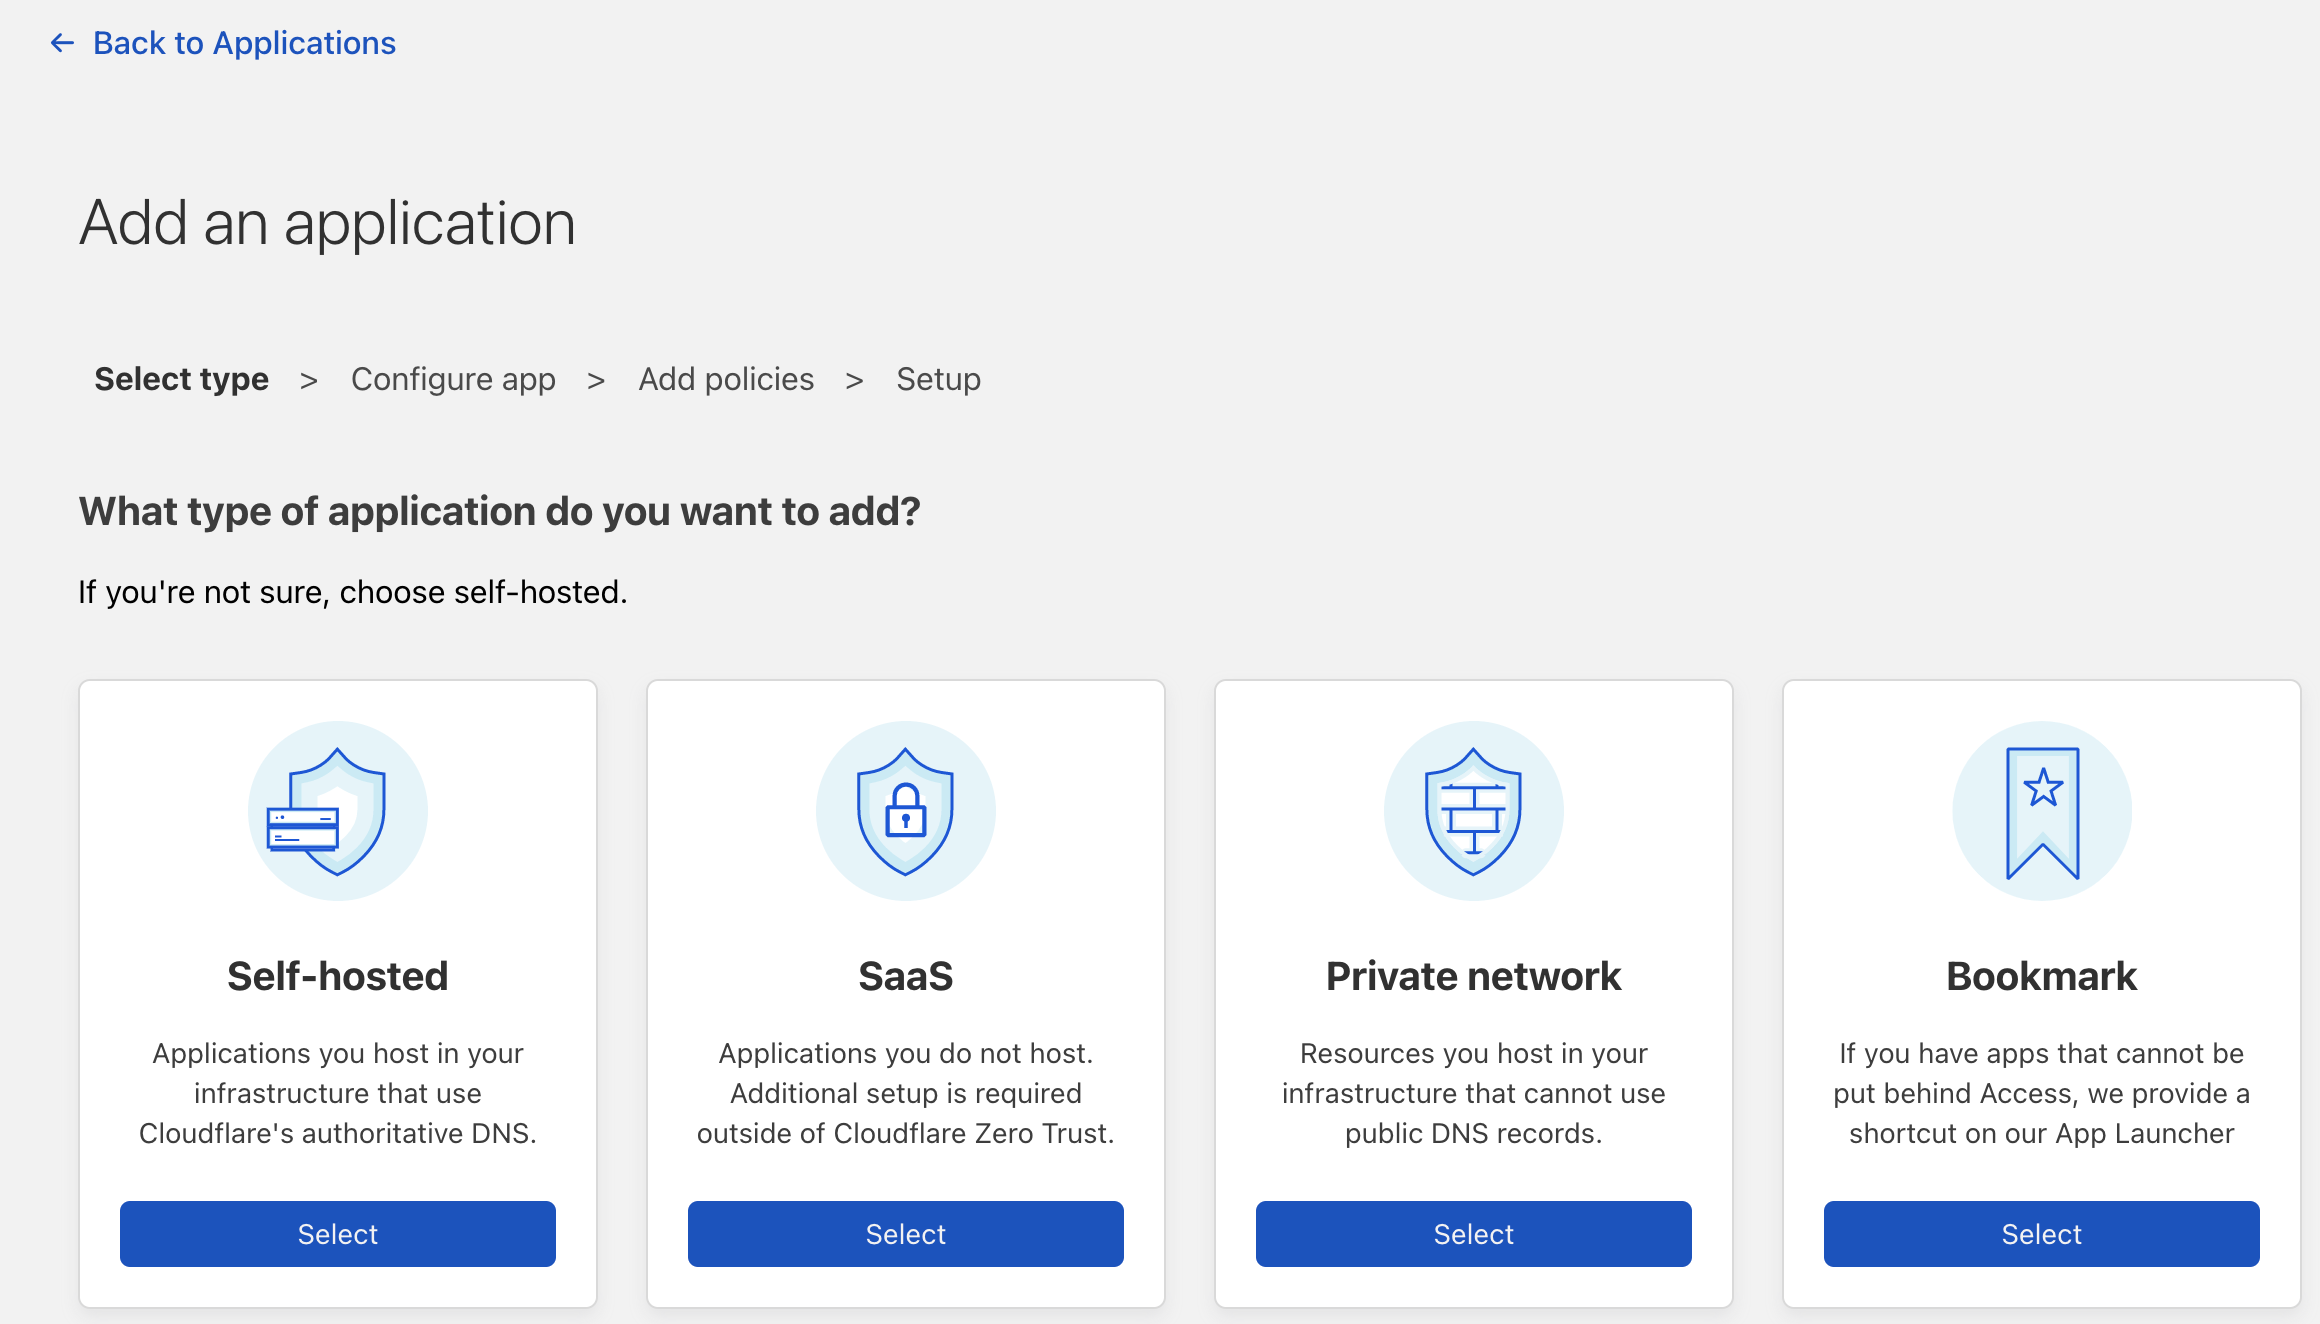 ← Back to Applications
Add an application
Select type > Configure app > Add policies > Setup
What type of application do you want to add?
If you're not sure, choose self-hosted.
Self-hosted
Applications you host in your
infrastructure that use
Cloudflare's authoritative DNS.
Select
SaaS
Applications you do not host.
Additional setup is required
outside of Cloudflare Zero Trust.
Select
Private network
Resources you host in your
infrastructure that cannot use
public DNS records.
Select
Bookmark
If you have apps that cannot be
put behind Access, we provide a
shortcut on our App Launcher
Select